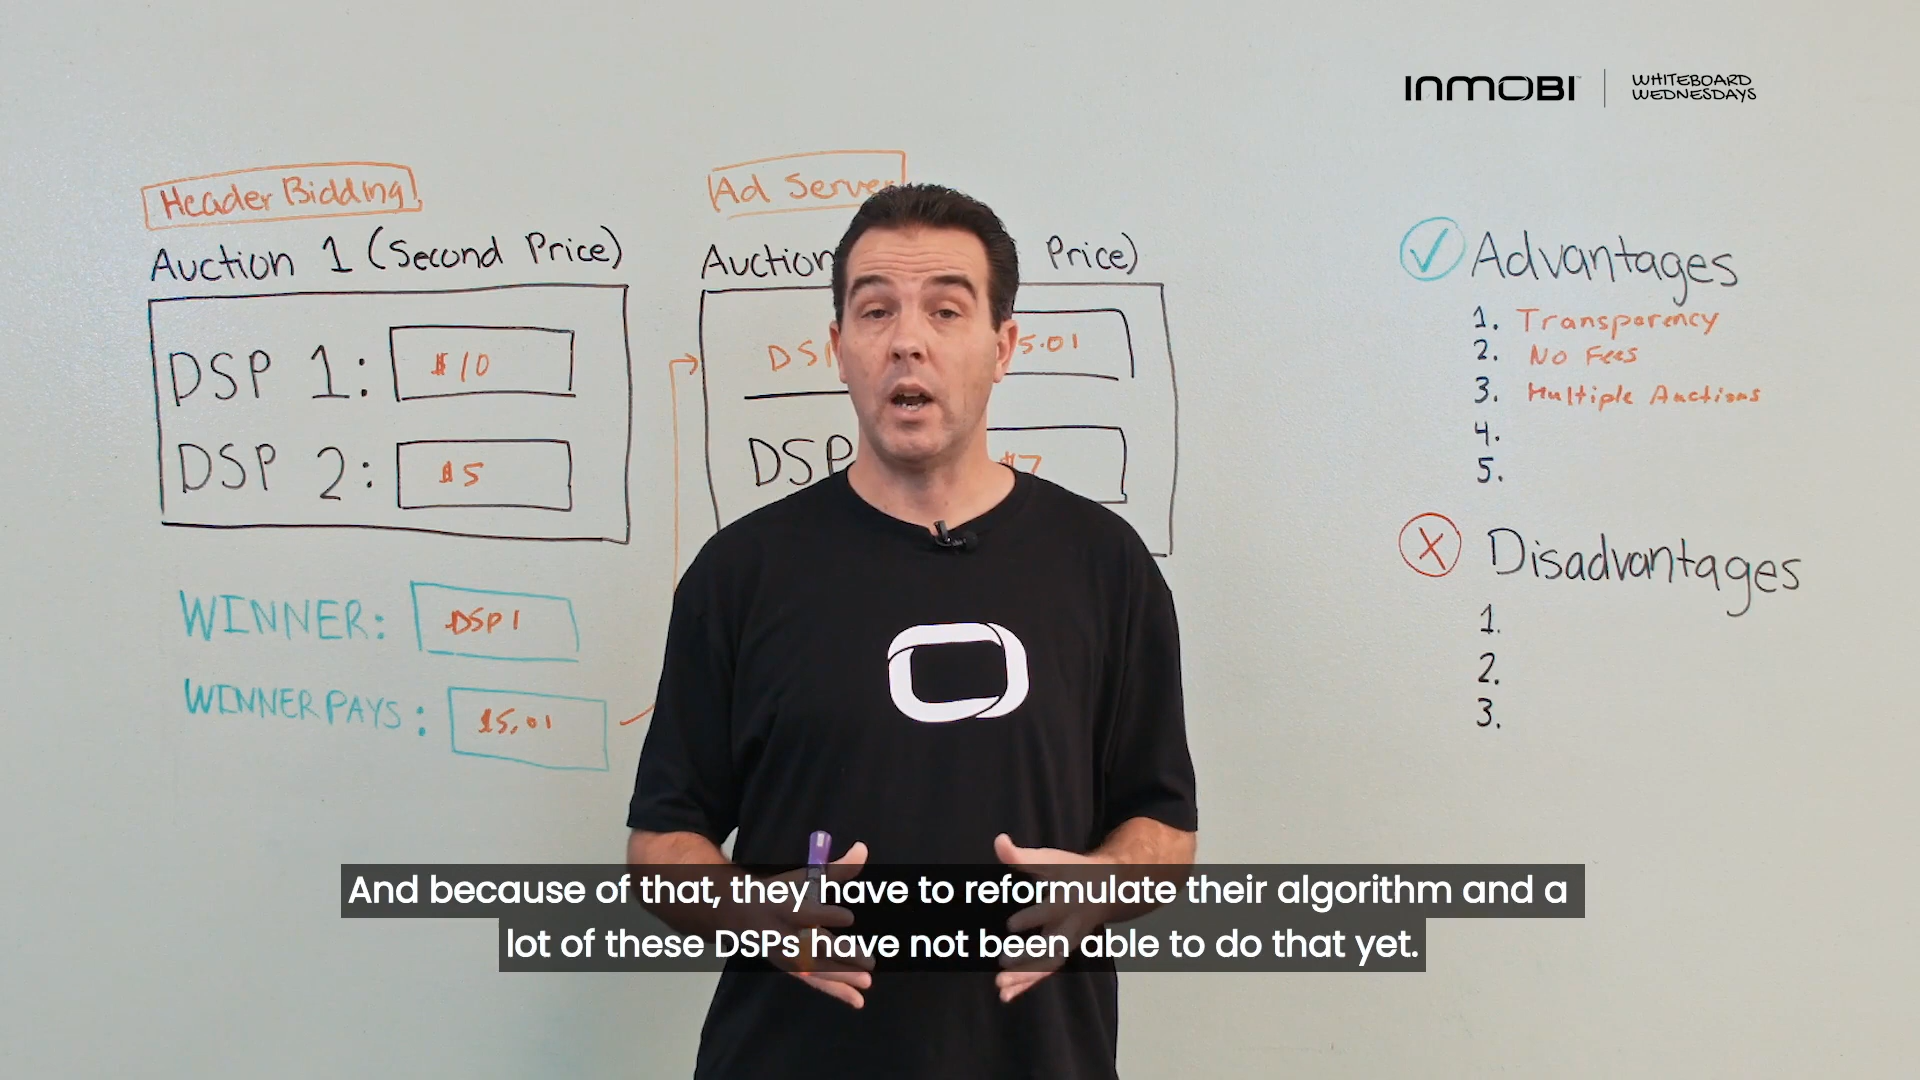 INMOBI
WHITEBOARD
WEDNESDAYS
Header Bidding
Auction 1 (Second Price)
DSP 1: $10
DSP 2: $5
WINNER: DSP 1
WINNER PAYS: $5.01
Ad Server
Auction Price)
5.01
DSP $7
Advantages
1. Transparency
2. No Fees
3. Multiple Auctions
4.
5.
X Disadvantages
1.
2.
3.
And because of that, they have to reformulate their algorithm and a
lot of these DSPs have not been able to do that yet.